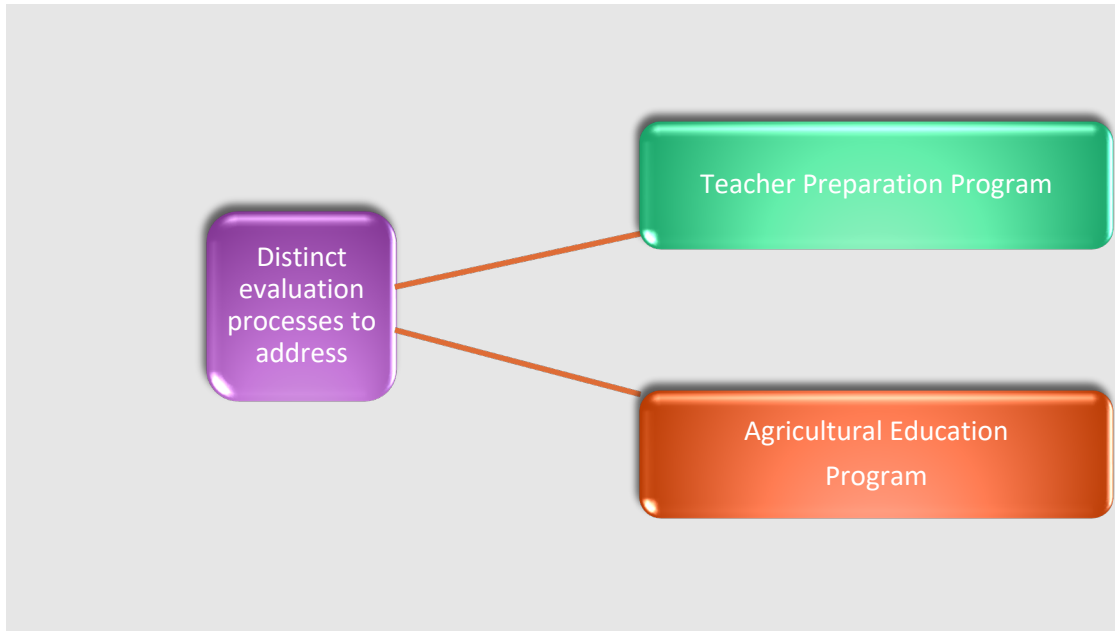 Distinct
evaluation
processes to
address
Teacher Preparation Program
Agricultural Education
Program